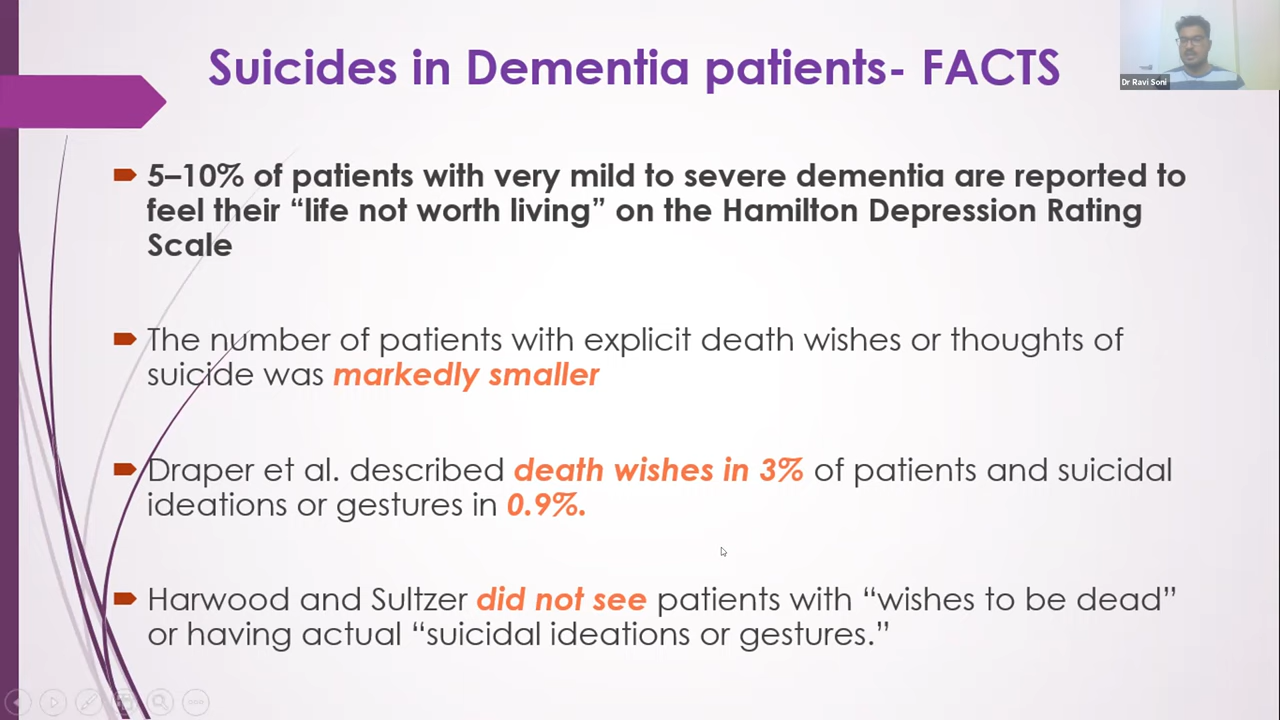 Suicides in Dementia patients- FACTS
Dr Ravi Soni
5–10% of patients with very mild to severe dementia are reported to
feel their “life not worth living” on the Hamilton Depression Rating
Scale
The number of patients with explicit death wishes or thoughts of
suicide was markedly smaller
Draper et al. described death wishes in 3% of patients and suicidal
ideations or gestures in 0.9%.
Harwood and Sultzer did not see patients with “wishes to be dead”
or having actual “suicidal ideations or gestures.”